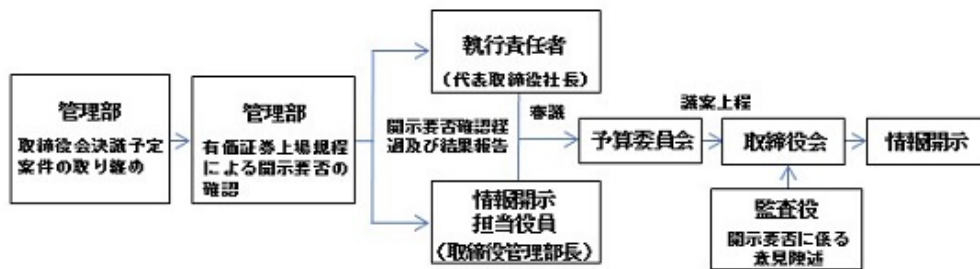 管理部
取締役会決議予定
案件の取り纏め
管理部
有価証券上場規程
による開示要否の
確認
開示要否確認経
過及び結果報告
執行責任者
(代表取締役社長)
情報開示
担当役員
(取締役管理部長)
審議
予算委員会
議案上程
取締役会
監査役
開示要否に係る
意見陳述
情報開示